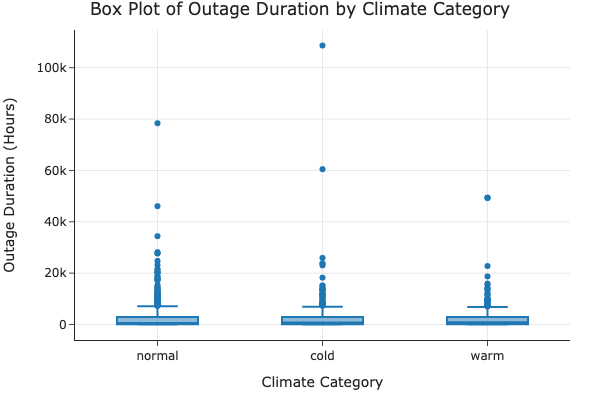 Box Plot of Outage Duration by Climate Category
Outage Duration (Hours)
100k
80k
60k
40k
20k
0
normal cold warm
Climate Category